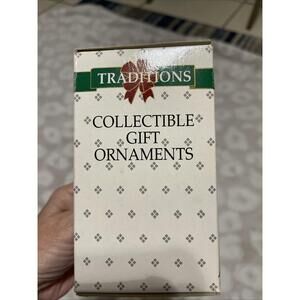 TRADITIONS
COLLECTIBLE
GIFT
ORNAMENTS